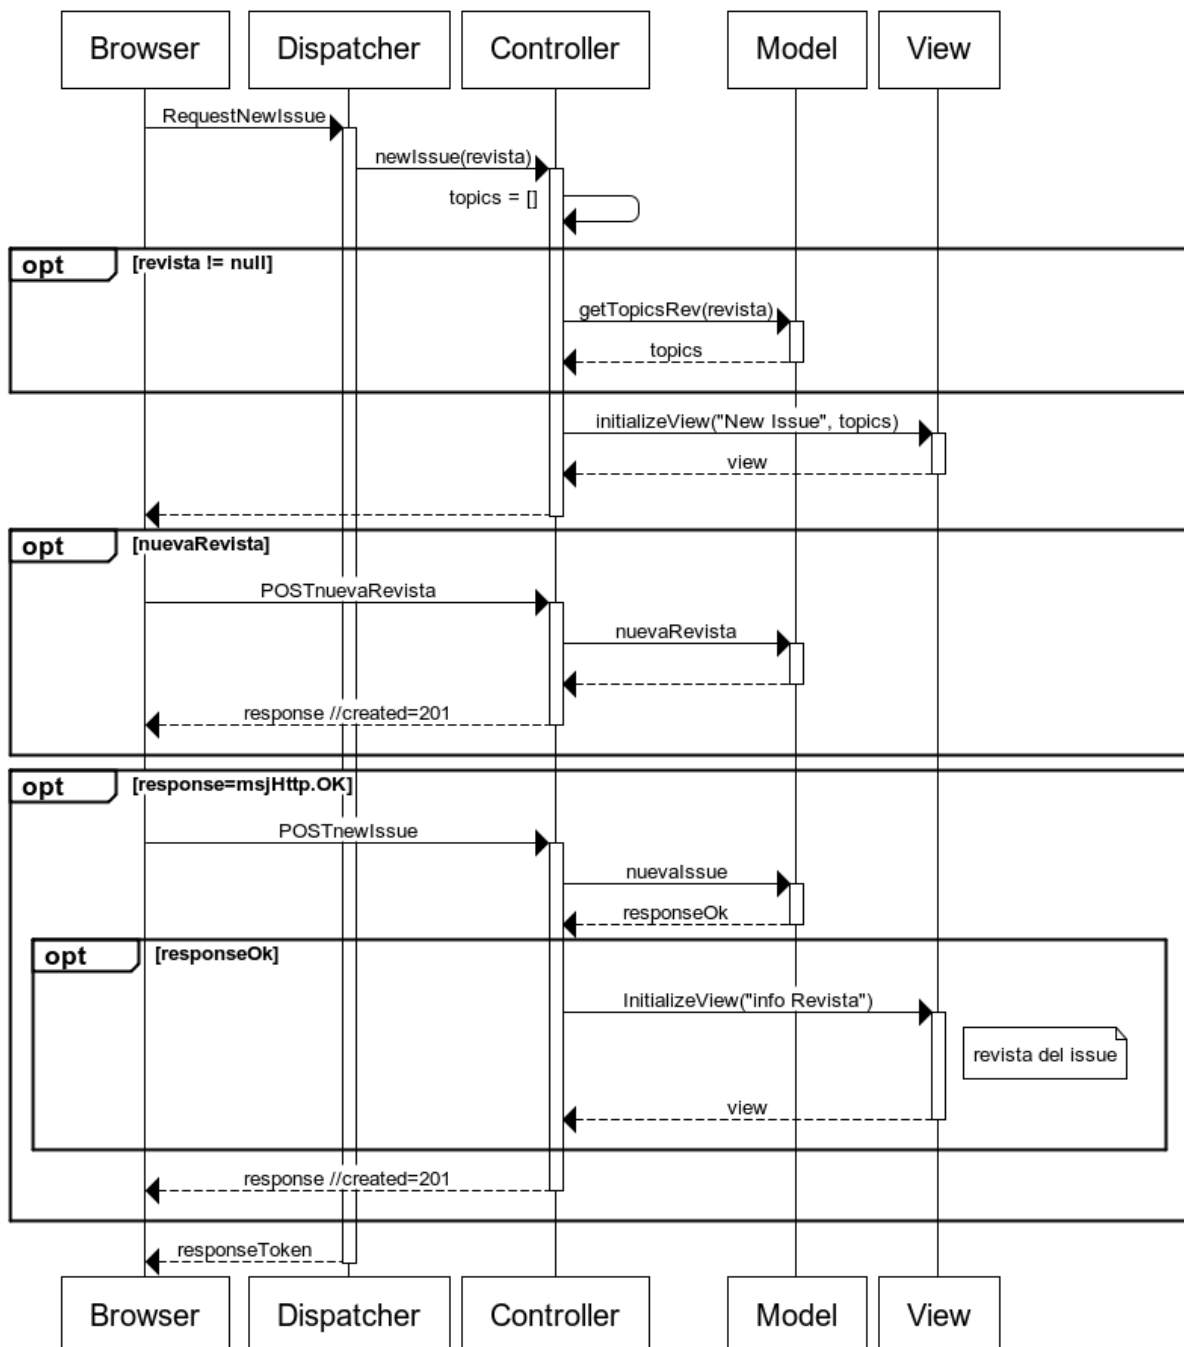 Browser
Dispatcher
Controller
Model
View
RequestNewIssue
newIssue(revista)
topics = []
opt
[revista != null]
getTopicsRev(revista)
topics
initializeView("New Issue", topics)
view
opt
[nuevaRevista]
POSTnuevaRevista
nuevaRevista
response //created=201
opt
[response=msjHttp.OK]
POSTnewIssue
nuevaIssue
responseOk
opt
[responseOk]
InitializeView("info Revista")
revista del issue
view
response //created=201
responseToken
Browser
Dispatcher
Controller
Model
View